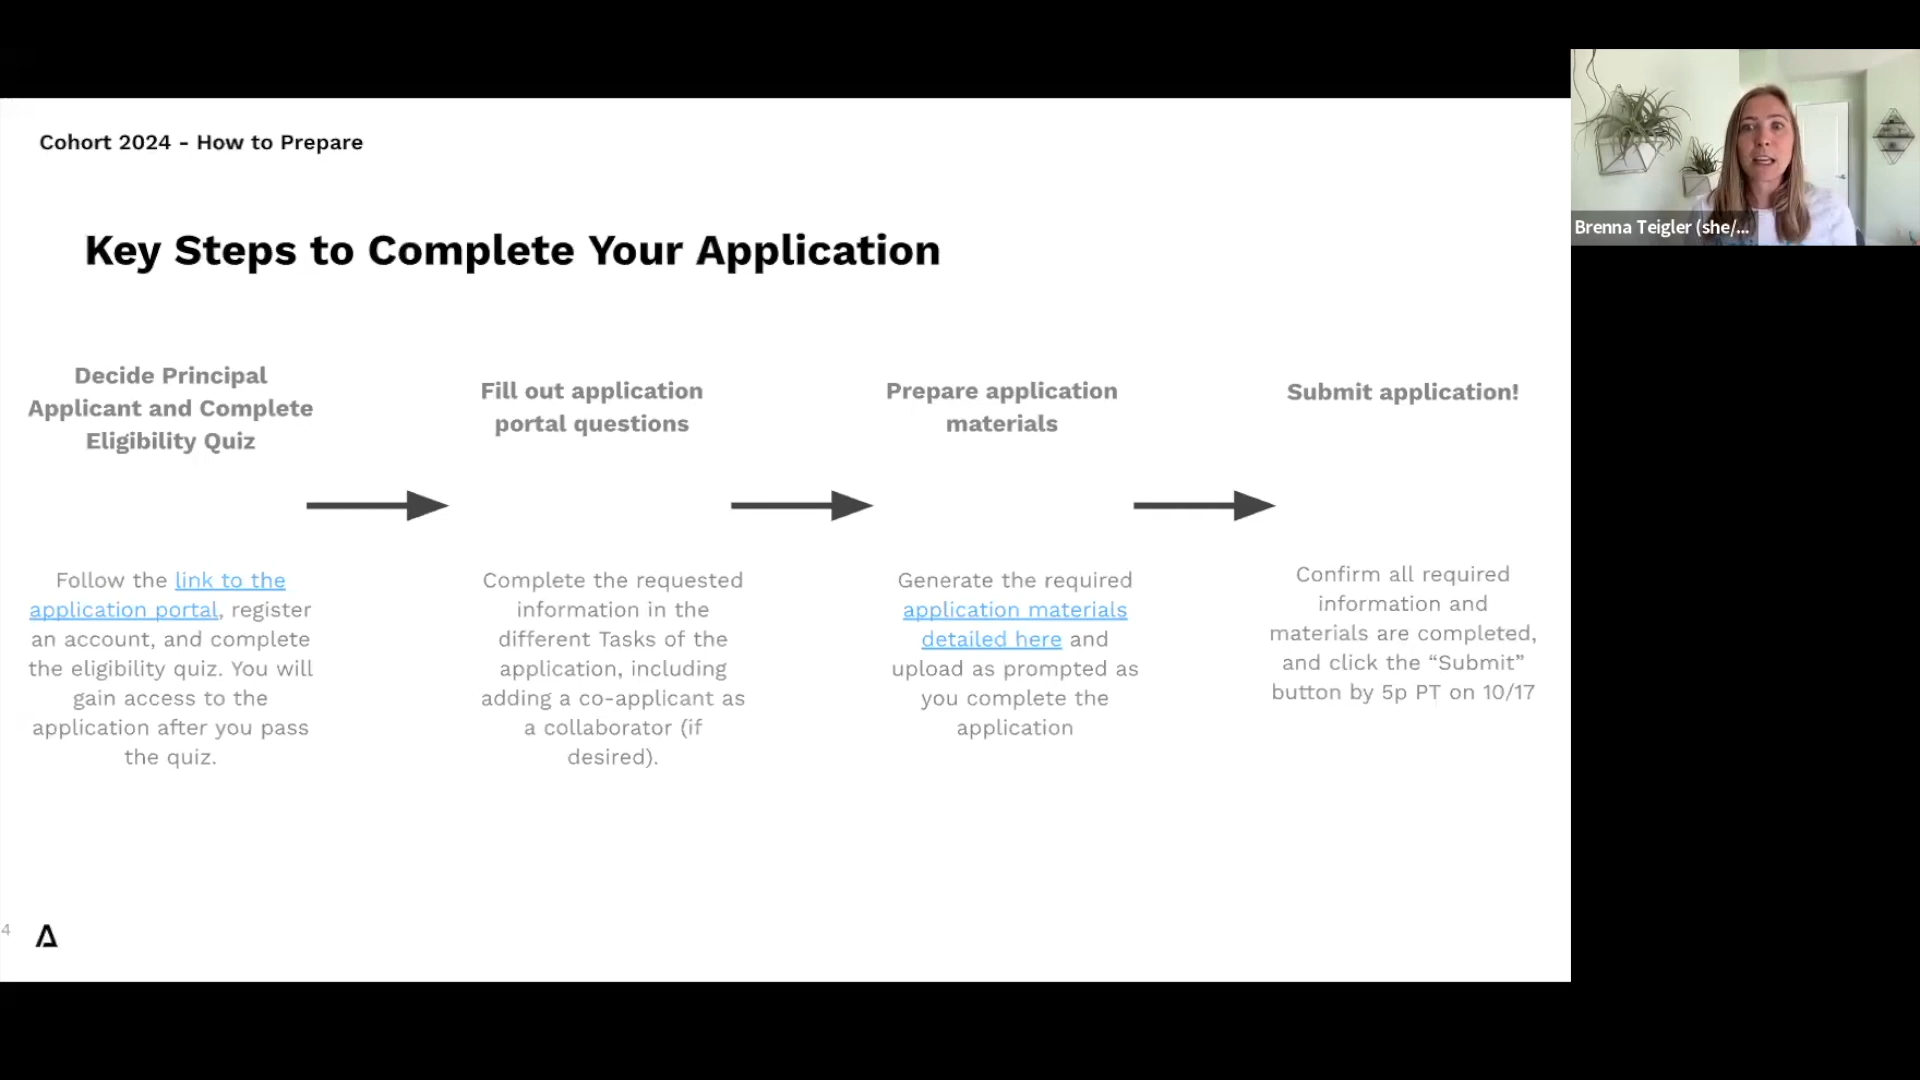 Cohort 2024 - How to Prepare
Key Steps to Complete Your Application
Decide Principal
Applicant and Complete
Eligibility Quiz
Follow the link to the
application portal, register
an account, and complete
the eligibility quiz. You will
gain access to the
application after you pass
the quiz.
Fill out application
portal questions
Complete the requested
information in the
different Tasks of the
application, including
adding a co-applicant as
a collaborator (if
desired).
Prepare application
materials
Generate the required
application materials
detailed here and
upload as prompted as
you complete the
application
Submit application!
Confirm all required
information and
materials are completed,
and click the “Submit”
button by 5p PT on 10/17
4
Brenna Teigler (she/...